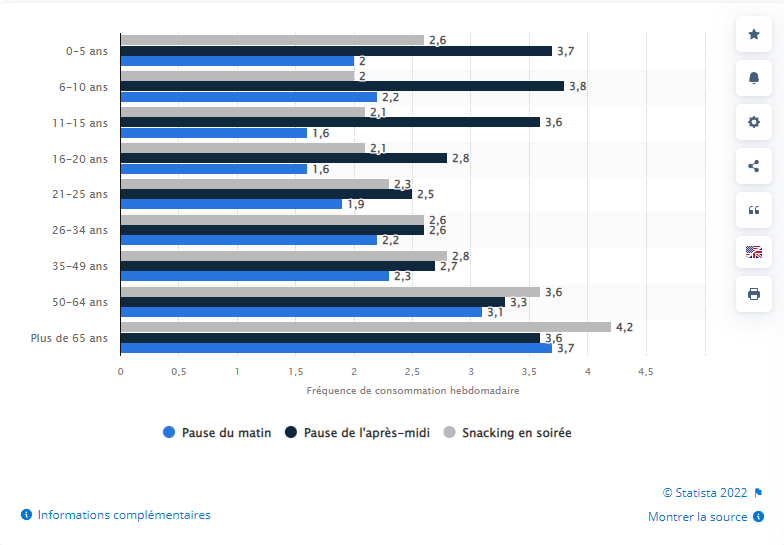 0-5 ans
2,6
3,7
2
6-10 ans
2
3,8
2,2
11-15 ans
2,1
3,6
1,6
16-20 ans
2,1
2,8
1,6
21-25 ans
2,3
2,5
1,9
26-34 ans
2,6
2,6
2,2
35-49 ans
2,8
2,7
2,3
50-64 ans
3,6
3,3
3,1
Plus de 65 ans
4,2
3,6
3,7
0 0,5 1 1,5 2 2,5 3 3,5 4 4,5
Fréquence de consommation hebdomadaire
Pause du matin Pause de l'après-midi Snacking en soirée
© Statista 2022
Informations complémentaires
Montrer la source